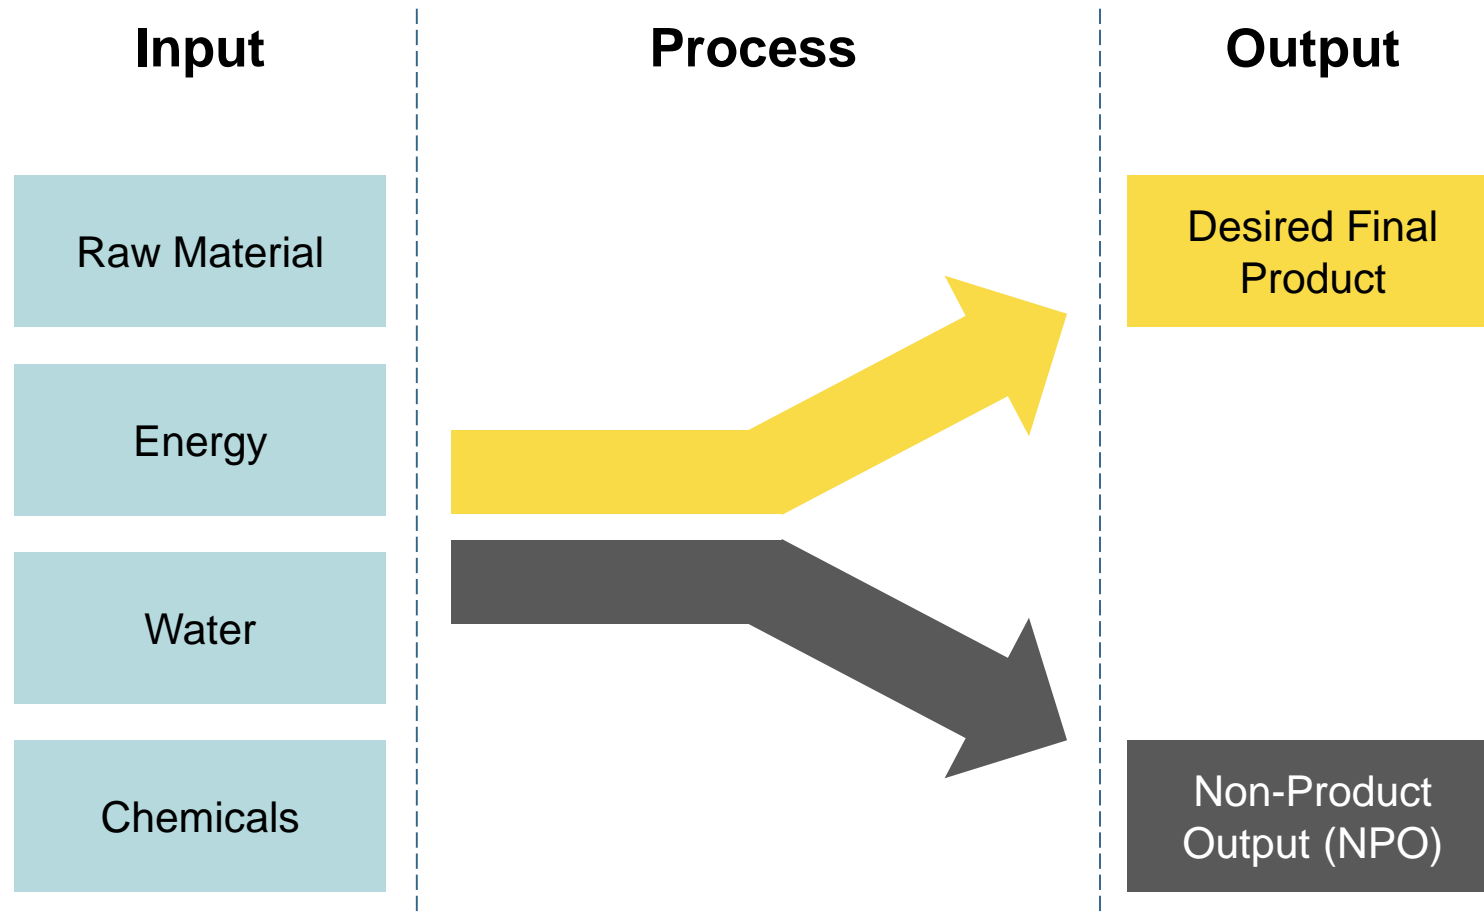 Input
Process
Output
Raw Material
Desired Final
Product
Energy
Water
Chemicals
Non-Product
Output (NPO)